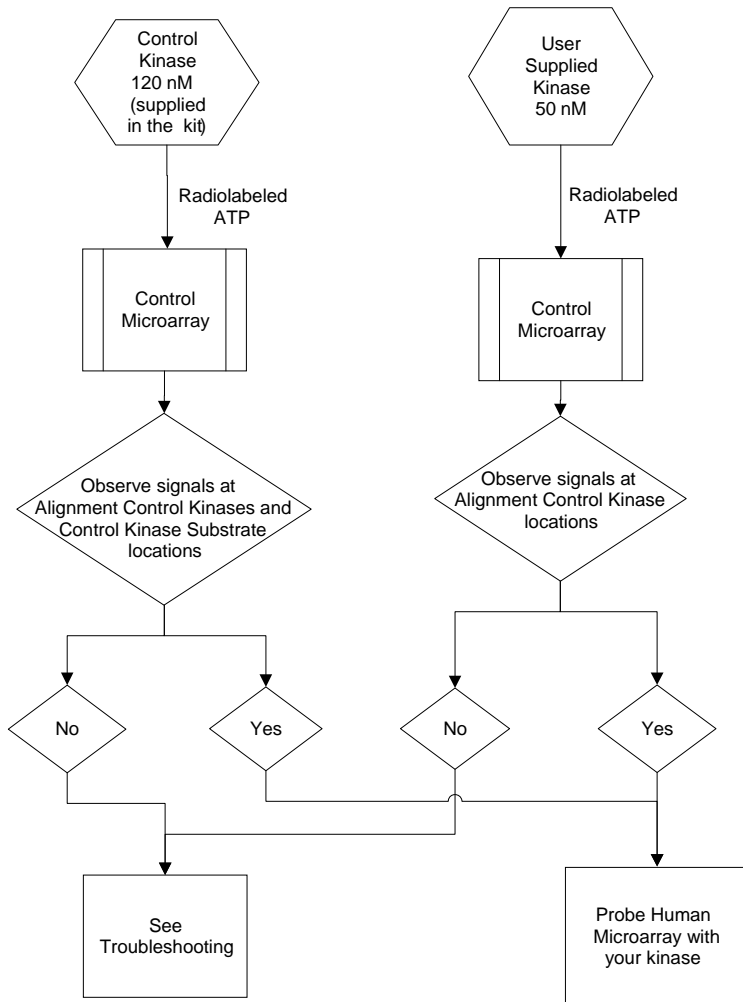 Control
Kinase
120 nM
(supplied
in the kit)
Radiolabeled
ATP
Control
Microarray
Observe signals at
Alignment Control Kinases and
Control Kinase Substrate
locations
No
Yes
See
Troubleshooting
User
Supplied
Kinase
50 nM
Radiolabeled
ATP
Control
Microarray
Observe signals at
Alignment Control Kinase
locations
No
Yes
Probe Human
Microarray with
your kinase